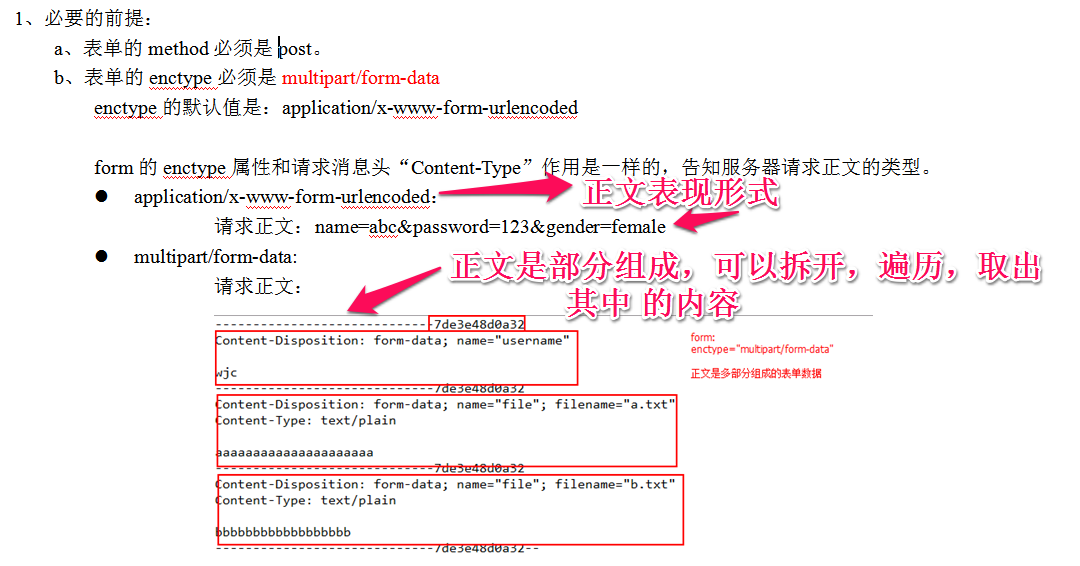 1、必要的前提：
a、表单的 method 必须是 post。
b、表单的 enctype 必须是 multipart/form-data
enctype 的默认值是：application/x-www-form-urlencoded
form 的 enctype 属性和请求消息头“Content-Type”作用是一样的，告知服务器请求正文的类型。
● application/x-www-form-urlencoded：
正文表现形式
请求正文：name=abc&password=123&gender=female
● multipart/form-data:
正文是部分组成，可以拆开，遍历，取出
其中 的内容
请求正文：
-----------------------------7de3e48d0a32
Content-Disposition: form-data; name="username"
wjc
-----------------------------7de3e48d0a32
Content-Disposition: form-data; name="file"; filename="a.txt"
Content-Type: text/plain
aaaaaaaaaaaaaaaaaaaaa
-----------------------------7de3e48d0a32
Content-Disposition: form-data; name="file"; filename="b.txt"
Content-Type: text/plain
bbbbbbbbbbbbbbbbbb
-----------------------------7de3e48d0a32--
form:
enctype="multipart/form-data"
正文是多部分组成的表单数据